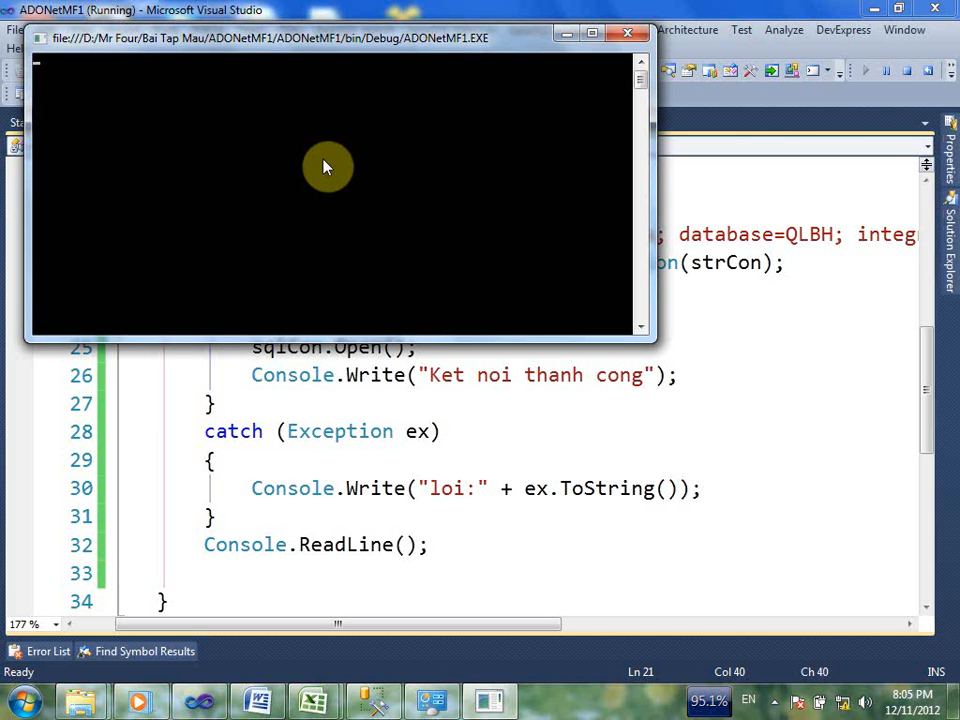 ADONetMF1 (Running) - Microsoft Visual Studio
file:///D:/Mr Four/Bai Tap Mau/ADONetMF1/ADONetMF1/bin/Debug/ADONetMF1.EXE
File
Architecture Test Analyze DevExpress Window
Help
; database=QLBH; integr
on(strCon);
25 sqlCon.Open();
26 Console.Write("Ket noi thanh cong");
27 }
28 catch (Exception ex)
29 {
30 Console.Write("loi:" + ex.ToString());
31 }
32 Console.ReadLine();
33
34 }
Properties
Solution Explorer
177 %
Error List Find Symbol Results
Ready Ln 21 Col 40 Ch 40 INS
95.1% EN 8:05 PM
12/11/2012